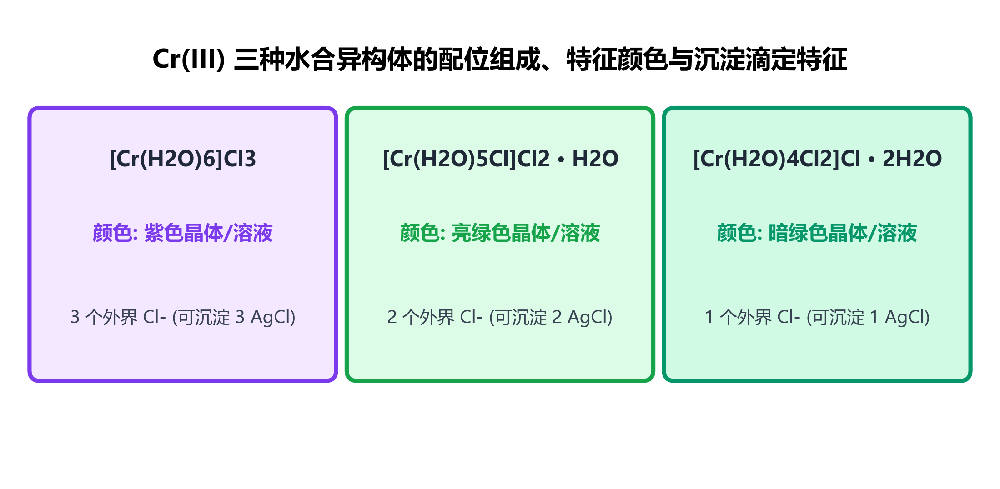 Cr(III) 三种水合异构体的配位组成、特征颜色与沉淀滴定特征
[Cr(H2O)6]Cl3
颜色: 紫色晶体/溶液
3 个外界 Cl- (可沉淀 3 AgCl)
[Cr(H2O)5Cl]Cl2 • H2O
颜色: 亮绿色晶体/溶液
2 个外界 Cl- (可沉淀 2 AgCl)
[Cr(H2O)4Cl2]Cl • 2H2O
颜色: 暗绿色晶体/溶液
1 个外界 Cl- (可沉淀 1 AgCl)